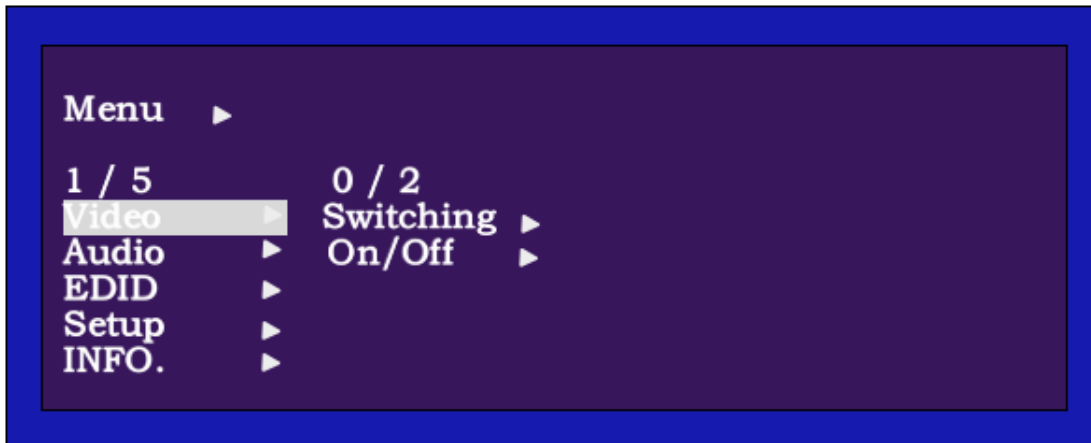 Menu ▶
1 / 5 0 / 2
Video ▶ Switching ▶
Audio ▶ On/Off ▶
EDID ▶
Setup ▶
INFO. ▶